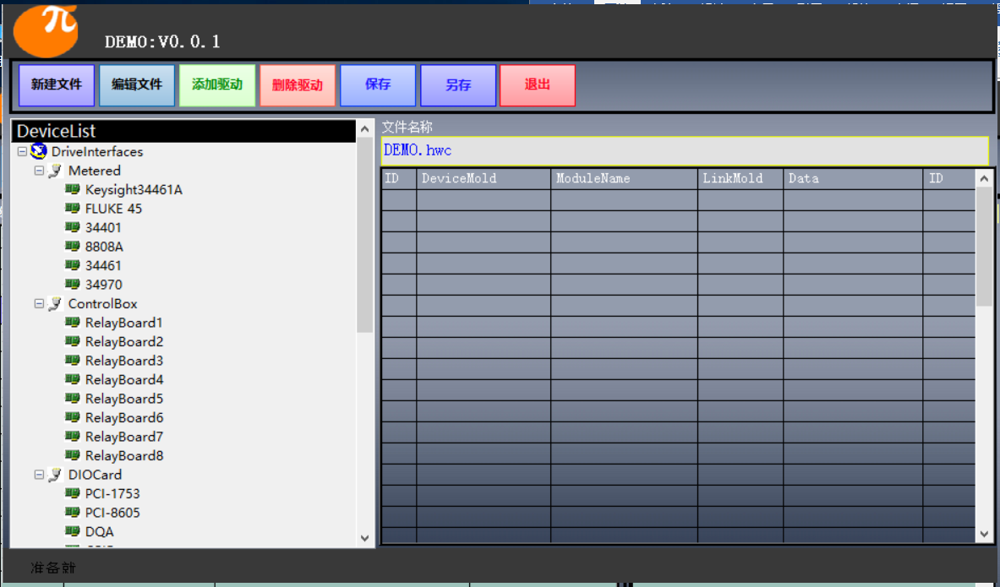 π
DEMO:V0.0.1
新建文件 编辑文件 添加驱动 删除驱动 保存 另存 退出
DeviceList
DriveInterfaces
Metered
Keysight34461A
FLUKE 45
34401
8808A
34461
34970
ControlBox
RelayBoard1
RelayBoard2
RelayBoard3
RelayBoard4
RelayBoard5
RelayBoard6
RelayBoard7
RelayBoard8
DIOCard
PCI-1753
PCI-8605
DQA
文件名称
DEMO.hwc
ID DeviceMold ModuleName LinkMold Data ID
准备就